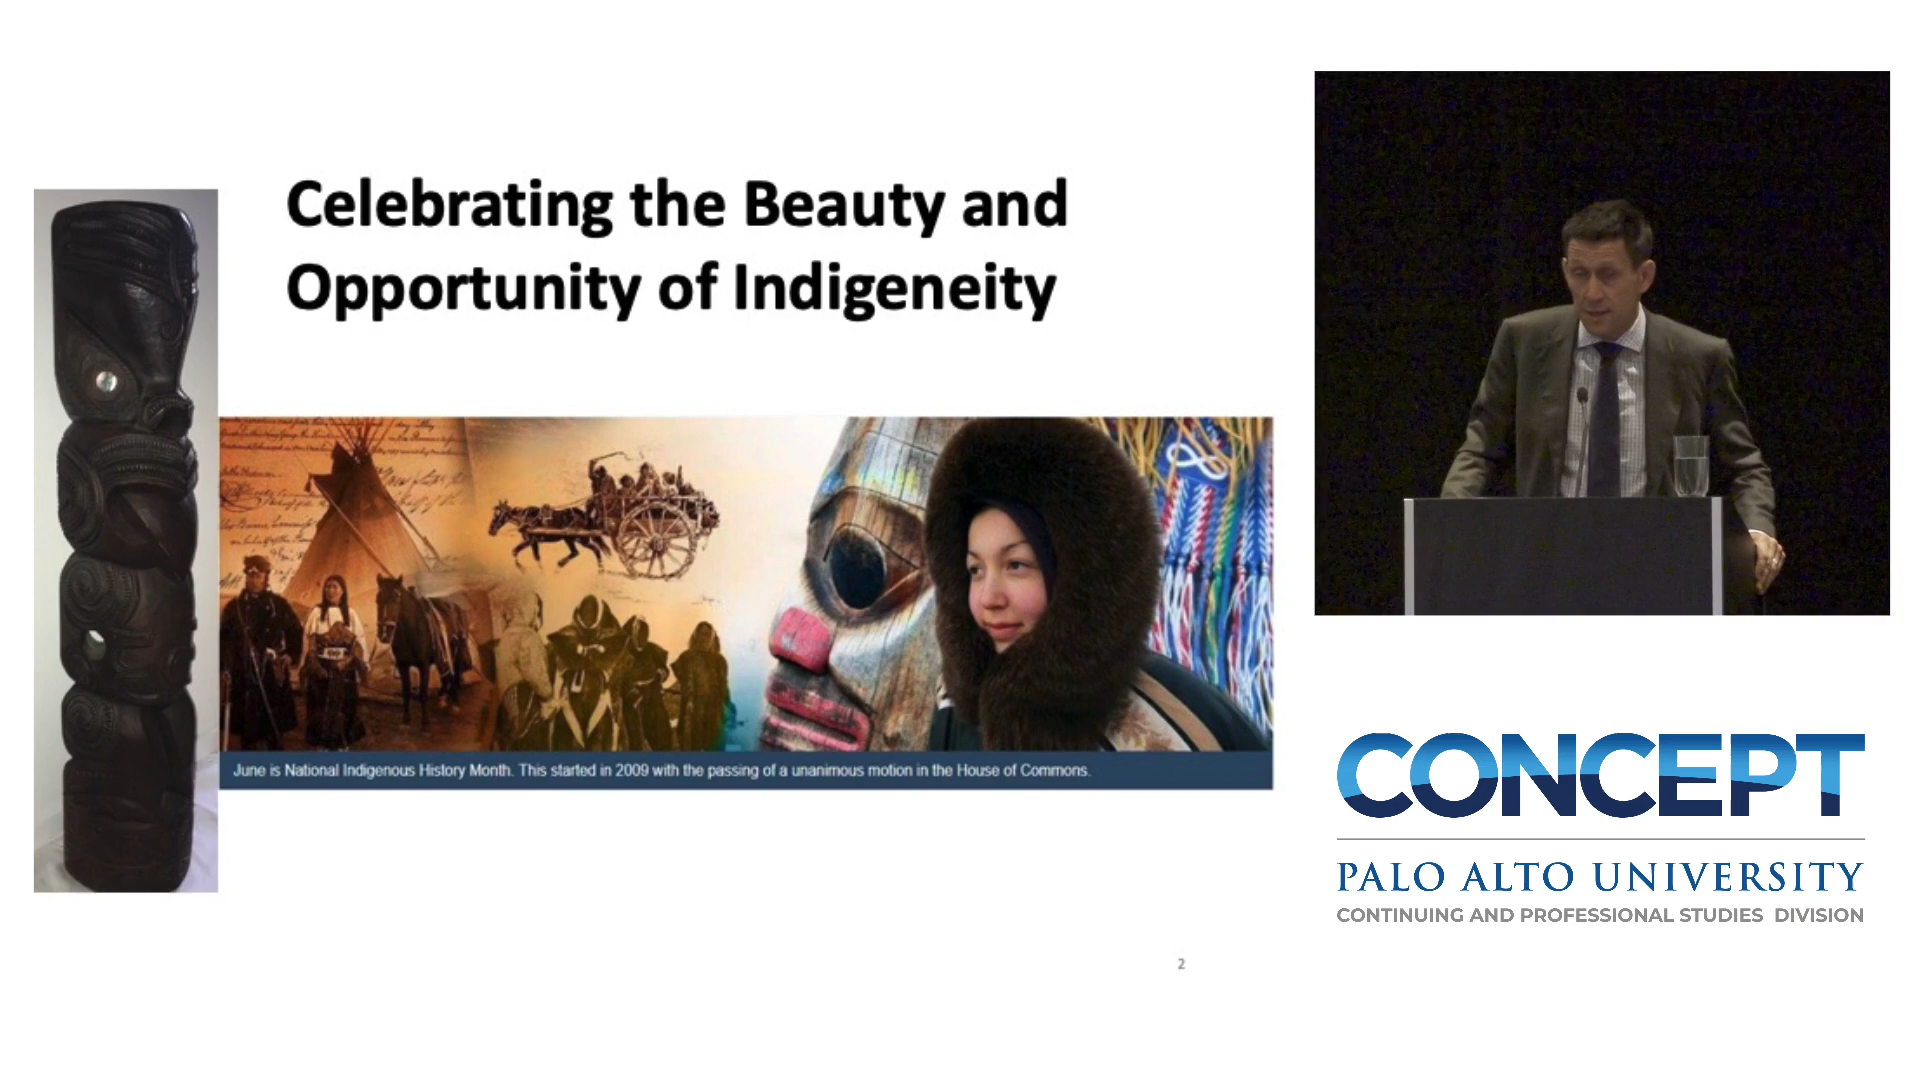 Celebrating the Beauty and
Opportunity of Indigeneity
June is National Indigenous History Month. This started in 2009 with the passing of a unanimous motion in the House of Commons.
2
CONCEPT
PALO ALTO UNIVERSITY
CONTINUING AND PROFESSIONAL STUDIES DIVISION